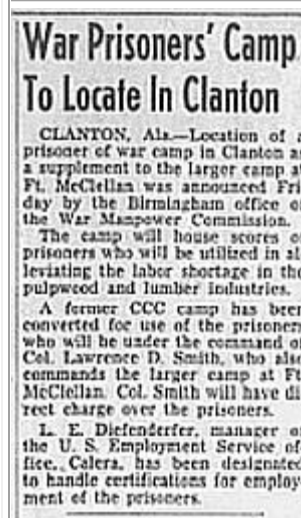 War Prisoners' Camp
To Locate In Clanton
CLANTON, Ala.—Location of a
prisoner of war camp in Clanton as
a supplement to the larger camp at
Ft. McClellan was announced Fri
day by the Birmingham office of
the War Manpower Commission.
The camp will house scores of
prisoners who will be utilized in al
leviating the labor shortage in the
pulpwood and lumber industries.
A former CCC camp has been
converted for use of the prisoners
who will be under the command of
Col. Lawrence D. Smith, who also
commands the larger camp at Ft
McClellan. Col. Smith will have di
rect charge over the prisoners.
L. E. Diefenderfer, manager of
the U. S. Employment Service of-
fice, Calera, has been designated
to handle certifications for employ
ment of the prisoners.